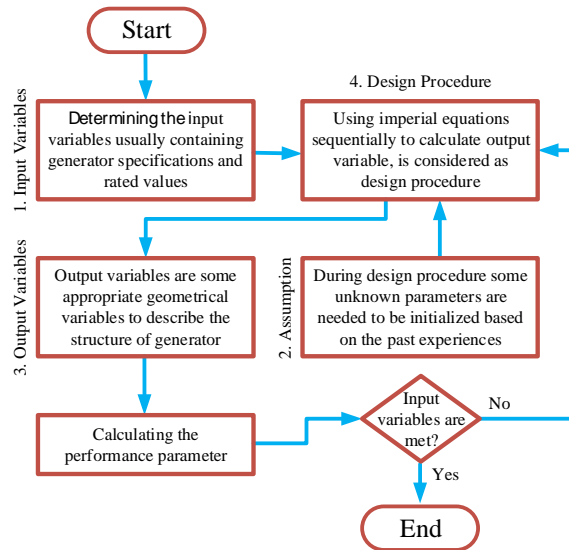 Start
4. Design Procedure
1. Input Variables
Determining the input
variables usually containing
generator specifications and
rated values
Using imperial equations
sequentially to calculate output
variable, is considered as
design procedure
3. Output Variables
Output variables are some
appropriate geometrical
variables to describe the
structure of generator
2. Assumption
During design procedure some
unknown parameters are
needed to be initialized based
on the past experiences
Calculating the
performance parameter
Input
variables are
met?
No
Yes
End